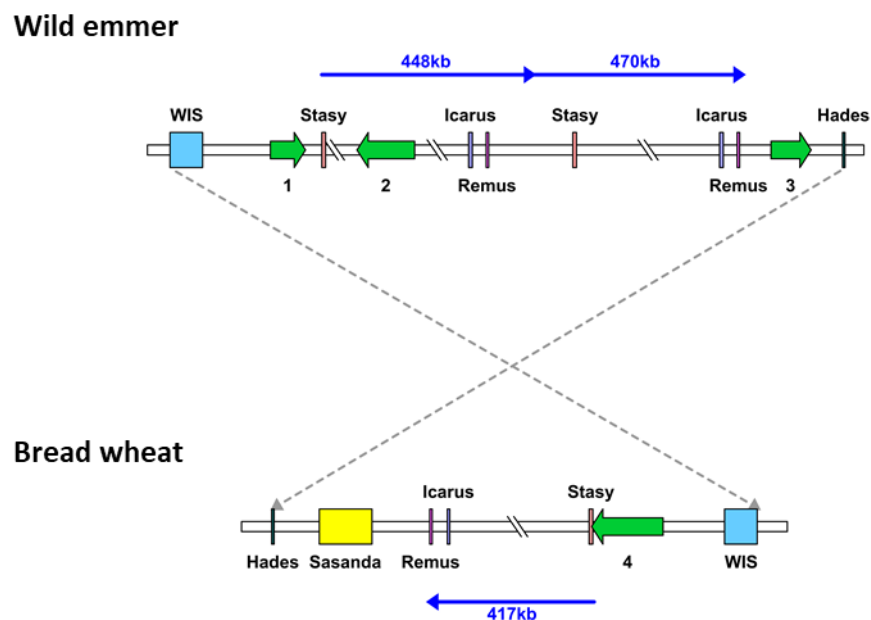 Wild emmer
448kb 470kb
WIS Stasy Icarus Stasy Icarus Hades
1 2 Remus Remus 3
Bread wheat
Icarus Stasy
Hades Sasanda Remus 4 WIS
417kb